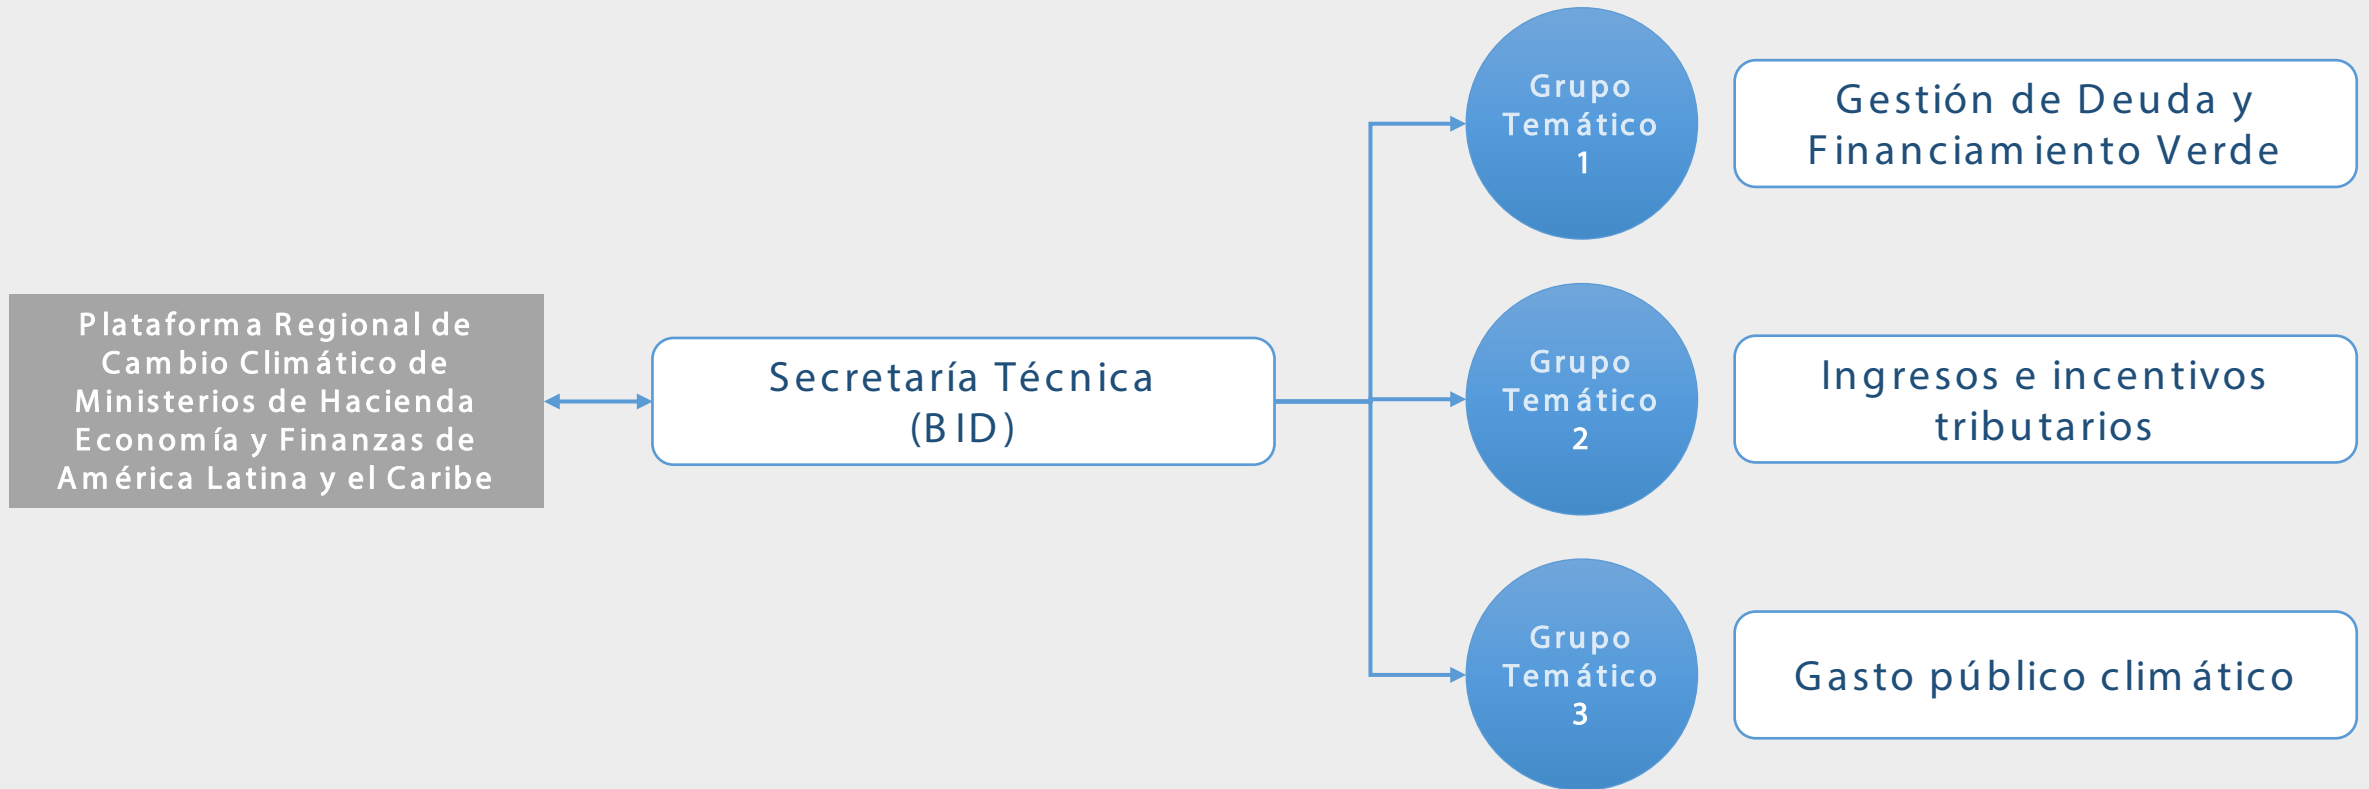 Plataforma Regional de
Cambio Climático de
Ministerios de Hacienda
Economía y Finanzas de
América Latina y el Caribe
Secretaría Técnica
(BID)
Grupo
Temático
1
Gestión de Deuda y
Financiamiento Verde
Grupo
Temático
2
Ingresos e incentivos
tributarios
Grupo
Temático
3
Gasto público climático